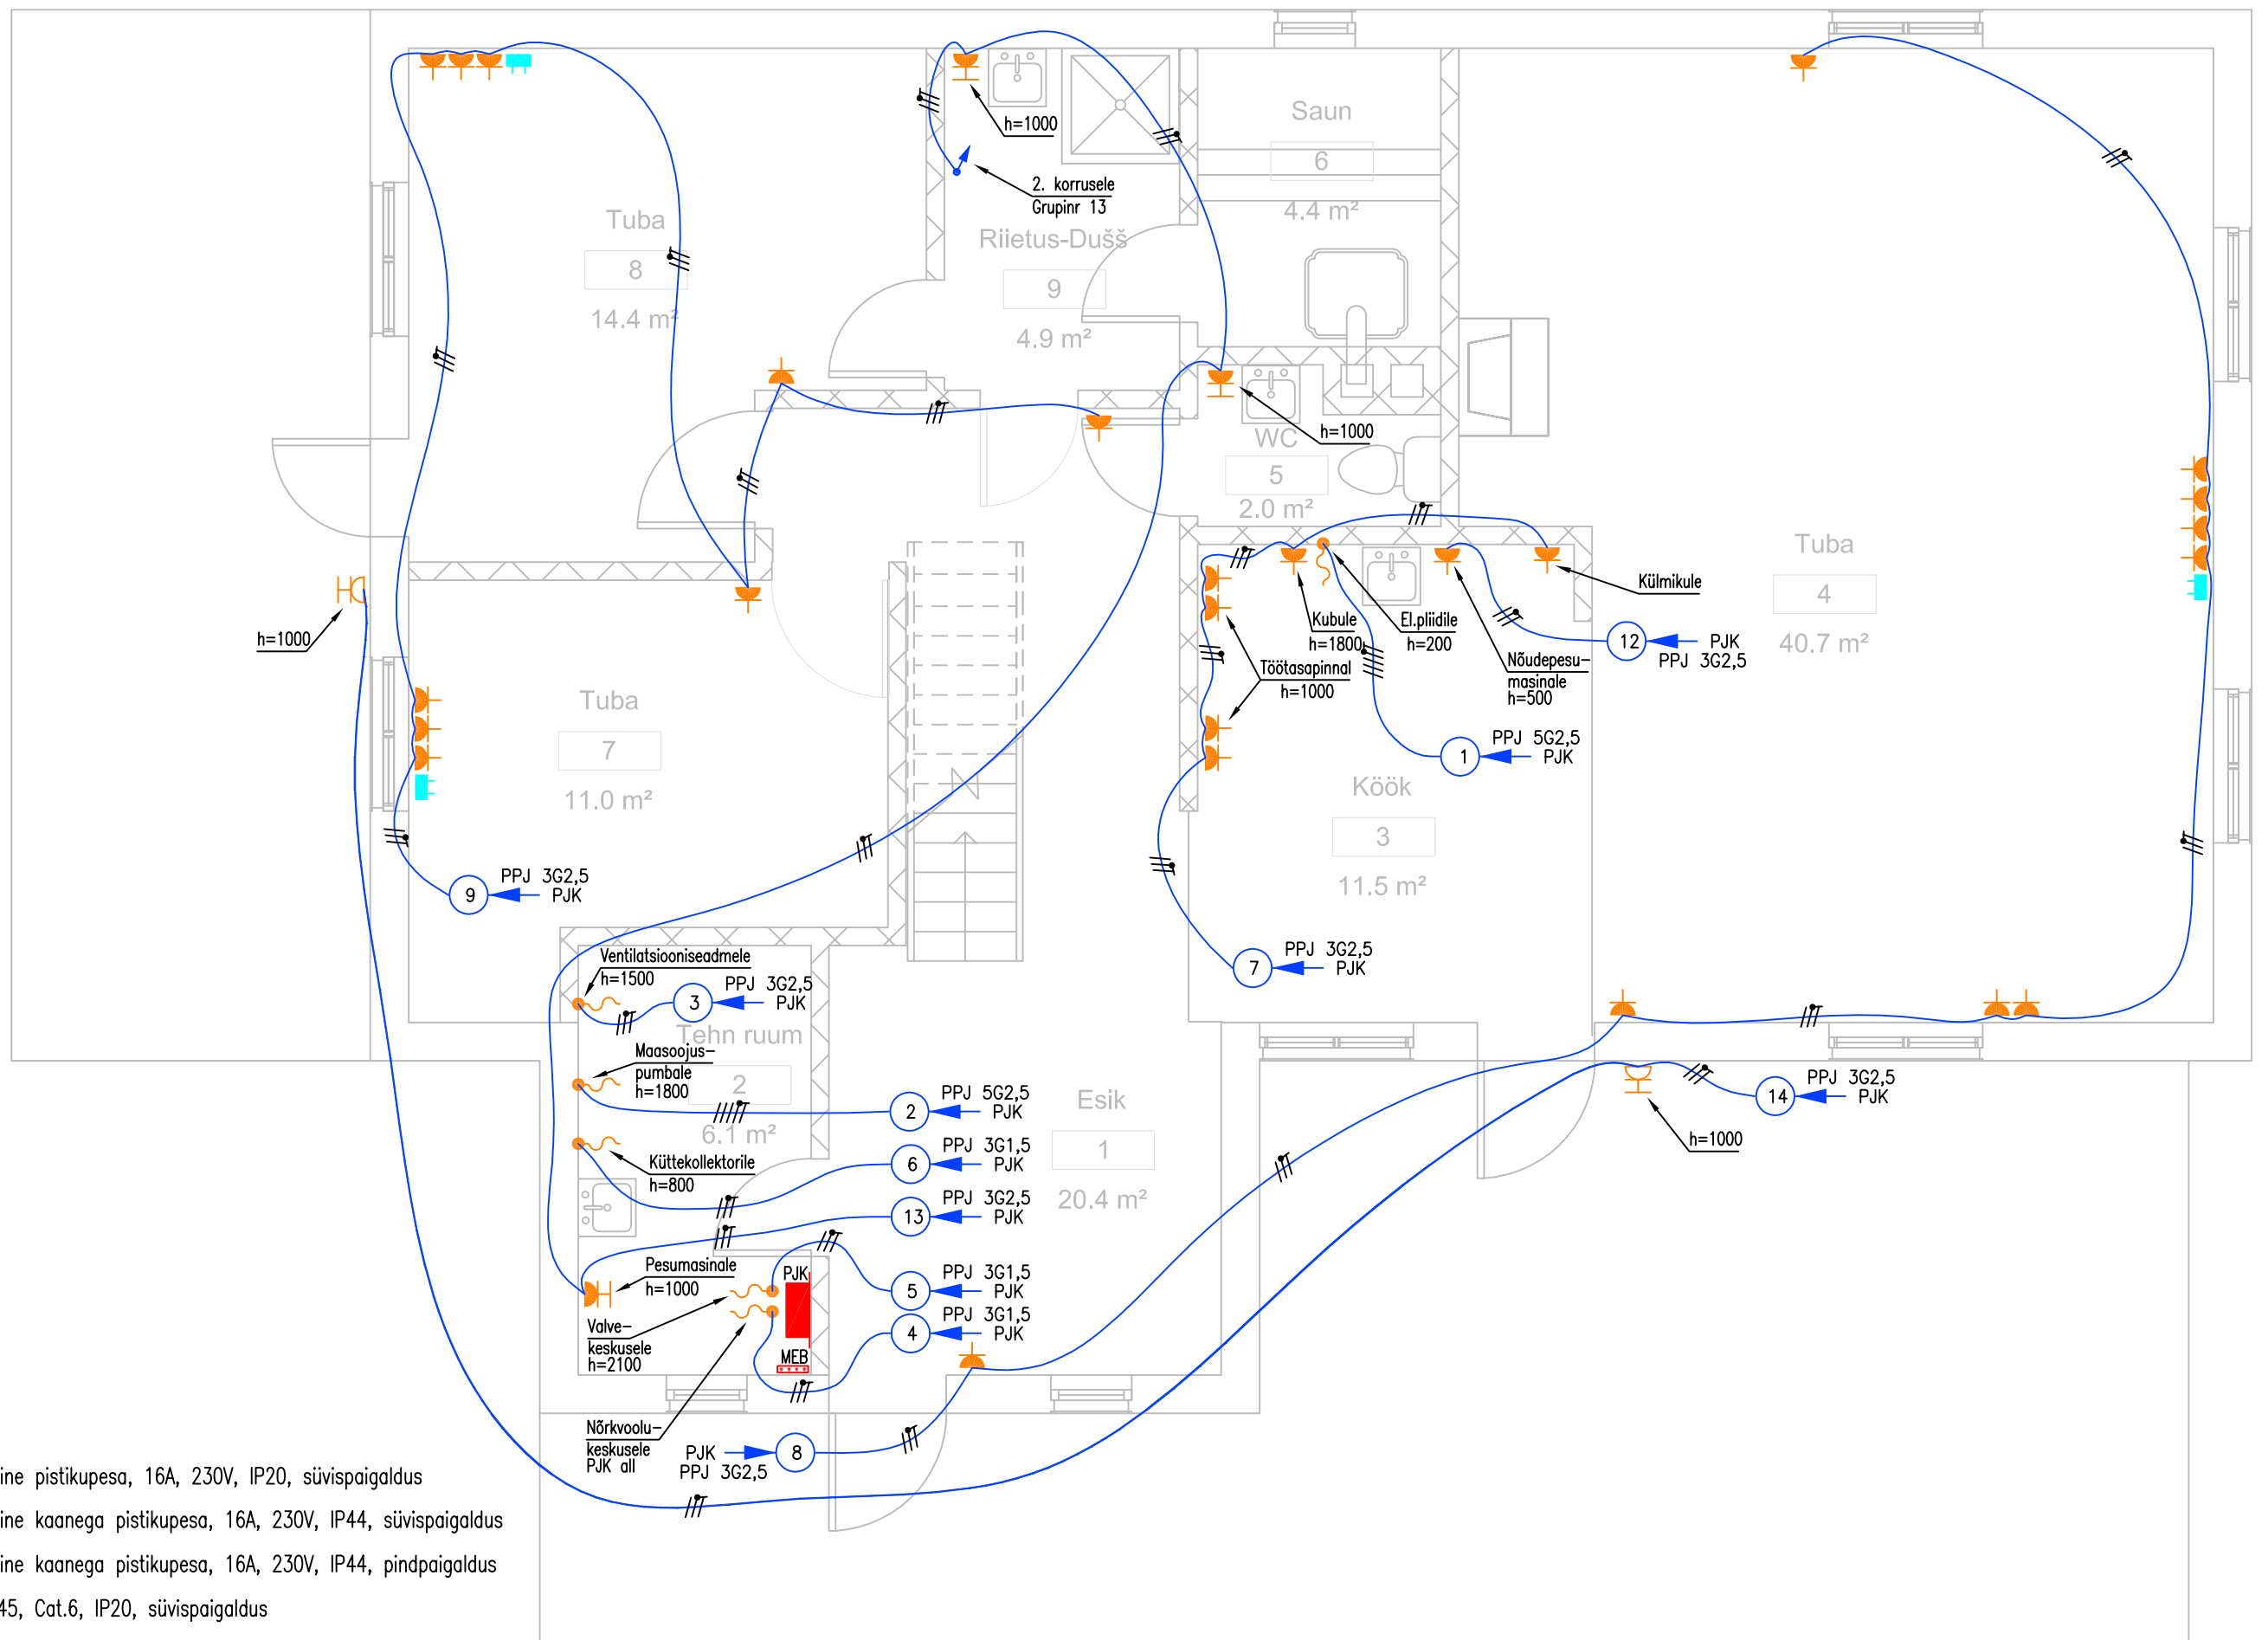 h=1000
2. korrusele
Grupinr 13
Saun
6
4.4 m²
Tuba
8
14.4 m²
Riietus-Dušš
9
4.9 m²
h=1000
WC
5
2.0 m²
Tuba
4
40.7 m²
h=1000
Külmikule
Kubule
h=1800
El.pliidile
h=200
Töötasapinnal
h=1000
Nõudepesu-
masinale
h=500
12
PJK
PPJ 3G2,5
1
PPJ 5G2,5
PJK
Tuba
7
11.0 m²
Köök
3
11.5 m²
9
PPJ 3G2,5
PJK
7
PPJ 3G2,5
PJK
Ventilatsiooniseadmele
h=1500
3
PPJ 3G2,5
PJK
Tehn ruum
2
6.1 m²
Maasoojus-
pumbale
h=1800
2
PPJ 5G2,5
PJK
Esik
1
20.4 m²
14
PPJ 3G2,5
PJK
h=1000
Küttekollektorile
h=800
6
PPJ 3G1,5
PJK
13
PPJ 3G2,5
PJK
Pesumasinale
h=1000
PJK
5
PPJ 3G1,5
PJK
4
PPJ 3G1,5
PJK
Valve-
keskusele
h=2100
MEB
Nõrkvoolu-
keskusele
PJK all
PJK
PPJ 3G2,5
8
ine pistikupesa, 16A, 230V, IP20, süvispaigaldus
ine kaanega pistikupesa, 16A, 230V, IP44, süvispaigaldus
ine kaanega pistikupesa, 16A, 230V, IP44, pindpaigaldus
45, Cat.6, IP20, süvispaigaldus